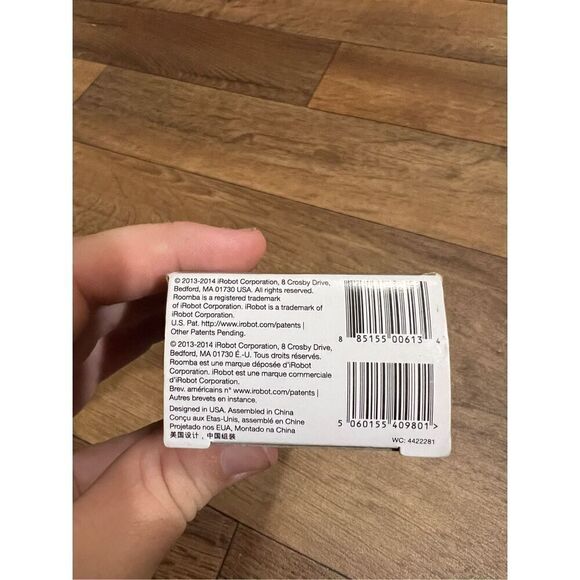 © 2013-2014 iRobot Corporation, 8 Crosby Drive,
Bedford, MA 01730 USA. All rights reserved.
Roomba is a registered trademark
of iRobot Corporation. iRobot is a trademark of
iRobot Corporation.
U.S. Pat. http://www.irobot.com/patents |
Other Patents Pending.
© 2013-2014 iRobot Corporation, 8 Crosby Drive,
Bedford, MA 01730 É.-U. Tous droits réservés.
Roomba est une marque déposée d'iRobot
Corporation. iRobot est une marque commerciale
d'iRobot Corporation.
Brev. américains n° www.irobot.com/patents |
Autres brevets en instance.
Designed in USA. Assembled in China
Conçu aux Etas-Unis, assemblé en China
Projetado nos EUA, Montado na China
美国设计，中国组装
8 85155 00613 4
5 060155 409801>
WC: 4422281